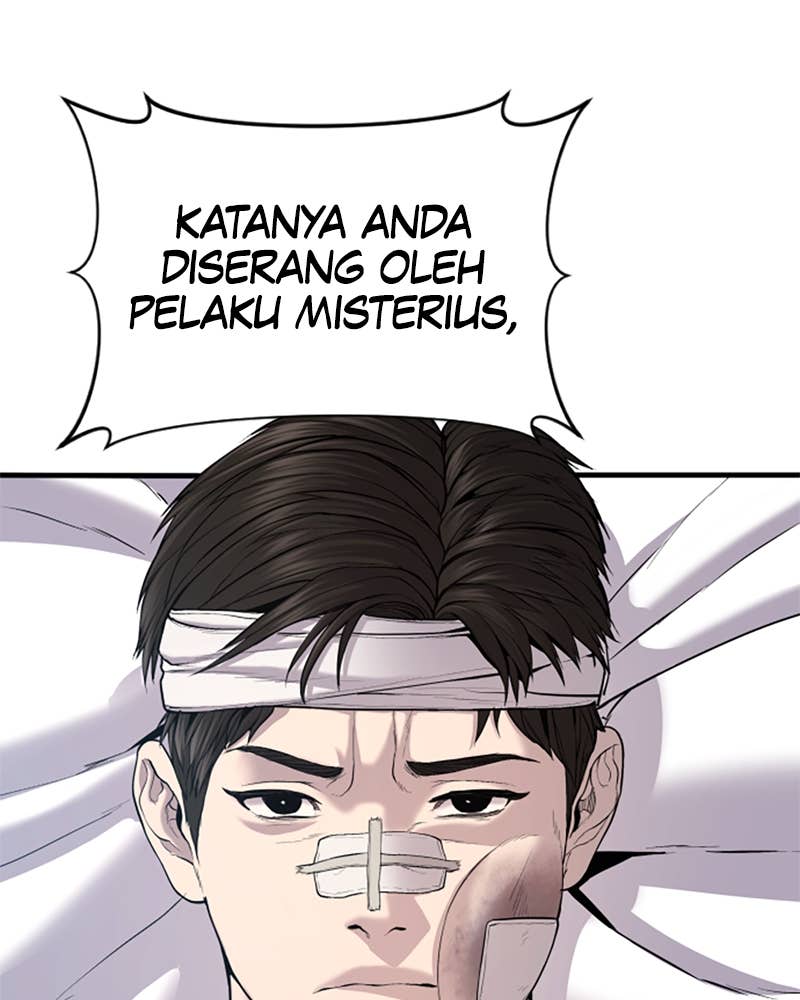 KATANYA ANDA
DISERANG OLEH
PELAKU MISTERIUS,